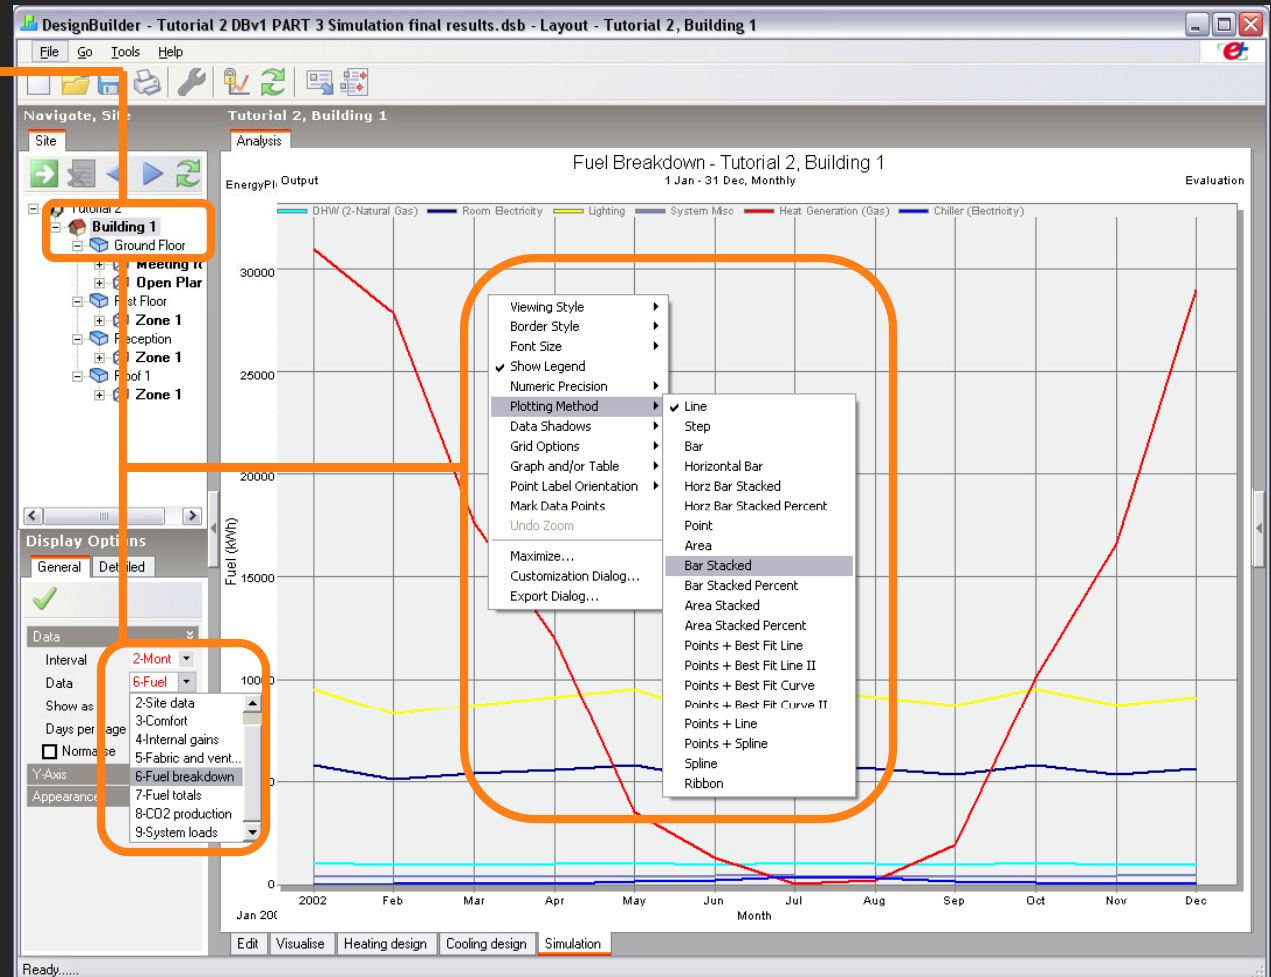 DesignBuilder - Tutorial 2 DBv1 PART 3 Simulation final results.dsb - Layout - Tutorial 2, Building 1
File Go Tools Help
Navigate, Site
Site
Tutorial 2
Building 1
Ground Floor
Meeting
Open Plan
First Floor
Zone 1
Reception
Zone 1
Roof 1
Zone 1
Display Options
General Detailed
Data
Interval 2-Mont
Data 6-Fuel
Show as
Days per page
Normalise
Y-Axis
Appearance
2-Site data
3-Comfort
4-Internal gains
5-Fabric and vent...
6-Fuel breakdown
7-Fuel totals
8-CO2 production
9-System loads
Tutorial 2, Building 1
Analysis
Fuel Breakdown - Tutorial 2, Building 1
EnergyPl Output 1 Jan - 31 Dec, Monthly Evaluation
DHW (2-Natural Gas) Room Electricity Lighting System Misc Heat Generation (Gas) Chiller (Electricity)
30000
25000
20000
15000
10000
0
Fuel (kWh)
Viewing Style
Border Style
Font Size
Show Legend
Numeric Precision
Plotting Method
Data Shadows
Grid Options
Graph and/or Table
Point Label Orientation
Mark Data Points
Undo Zoom
Maximize...
Customization Dialog...
Export Dialog...
Line
Step
Bar
Horizontal Bar
Horz Bar Stacked
Horz Bar Stacked Percent
Point
Area
Bar Stacked
Bar Stacked Percent
Area Stacked
Area Stacked Percent
Points + Best Fit Line
Points + Best Fit Line II
Points + Best Fit Curve
Points + Best Fit Curve II
Points + Line
Points + Spline
Spline
Ribbon
2002 Feb Mar Apr May Jun Jul Aug Sep Oct Nov Dec
Jan 200 Month
Edit Visualise Heating design Cooling design Simulation
Ready......